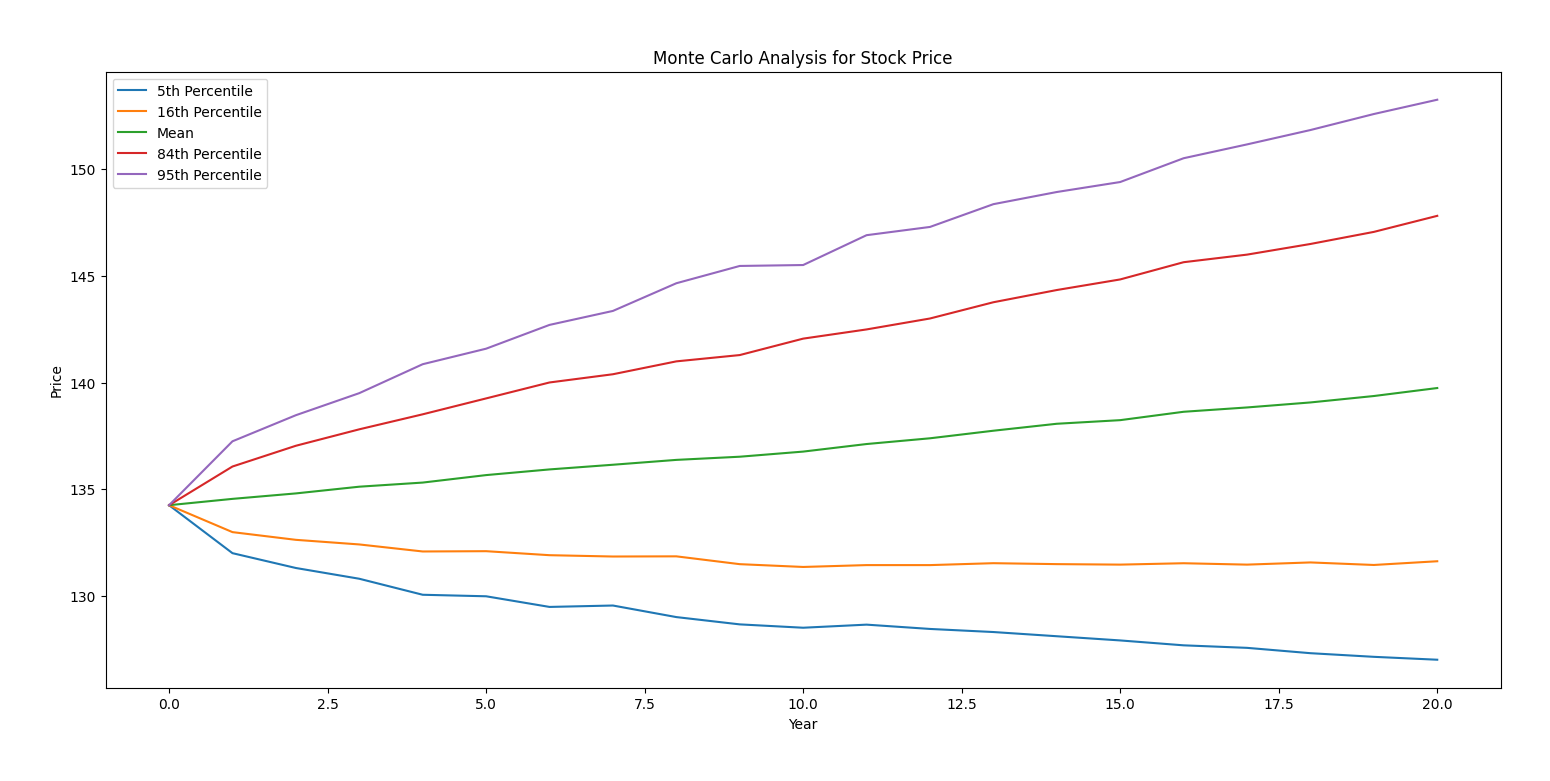 Monte Carlo Analysis for Stock Price
5th Percentile
16th Percentile
Mean
84th Percentile
95th Percentile
Price
150
145
140
135
130
0.0 2.5 5.0 7.5 10.0 12.5 15.0 17.5 20.0
Year